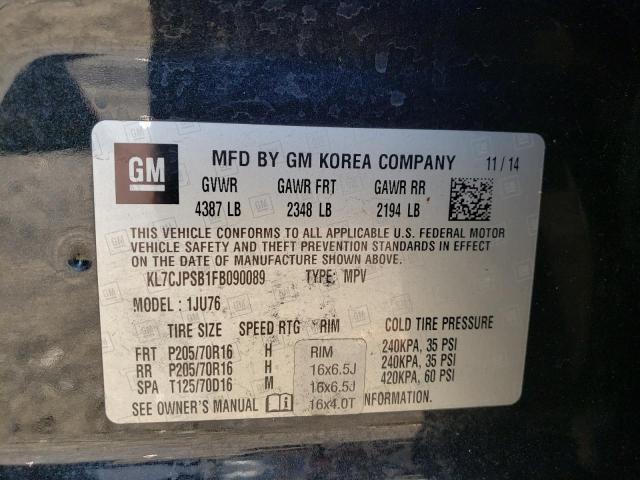 GM MFD BY GM KOREA COMPANY 11/14
GVWR GAWR FRT GAWR RR
4387 LB 2348 LB 2194 LB
THIS VEHICLE CONFORMS TO ALL APPLICABLE U.S. FEDERAL MOTOR
VEHICLE SAFETY AND THEFT PREVENTION STANDARDS IN EFFECT ON
THE DATE OF MANUFACTURE SHOWN ABOVE.
KL7CJPSB1FB090089 TYPE: MPV
MODEL: 1JU76
TIRE SIZE SPEED RTG RIM COLD TIRE PRESSURE
RIM
FRT P205/70R16 H 16x6.5J 240KPA, 35 PSI
RR P205/70R16 H 16x6.5J 240KPA, 35 PSI
SPA T125/70D16 M 16x4.0T 420KPA, 60 PSI
SEE OWNER'S MANUAL NFORMATION.